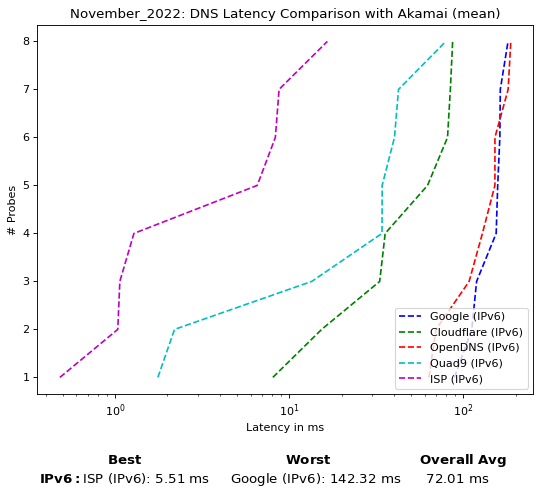 November_2022: DNS Latency Comparison with Akamai (mean)
8
7
6
5
4
3
2
1
# Probes
Google (IPv6)
Cloudflare (IPv6)
OpenDNS (IPv6)
Quad9 (IPv6)
ISP (IPv6)
10⁰ 10¹ 10²
Latency in ms
Best Worst Overall Avg
IPv6: ISP (IPv6): 5.51 ms Google (IPv6): 142.32 ms 72.01 ms